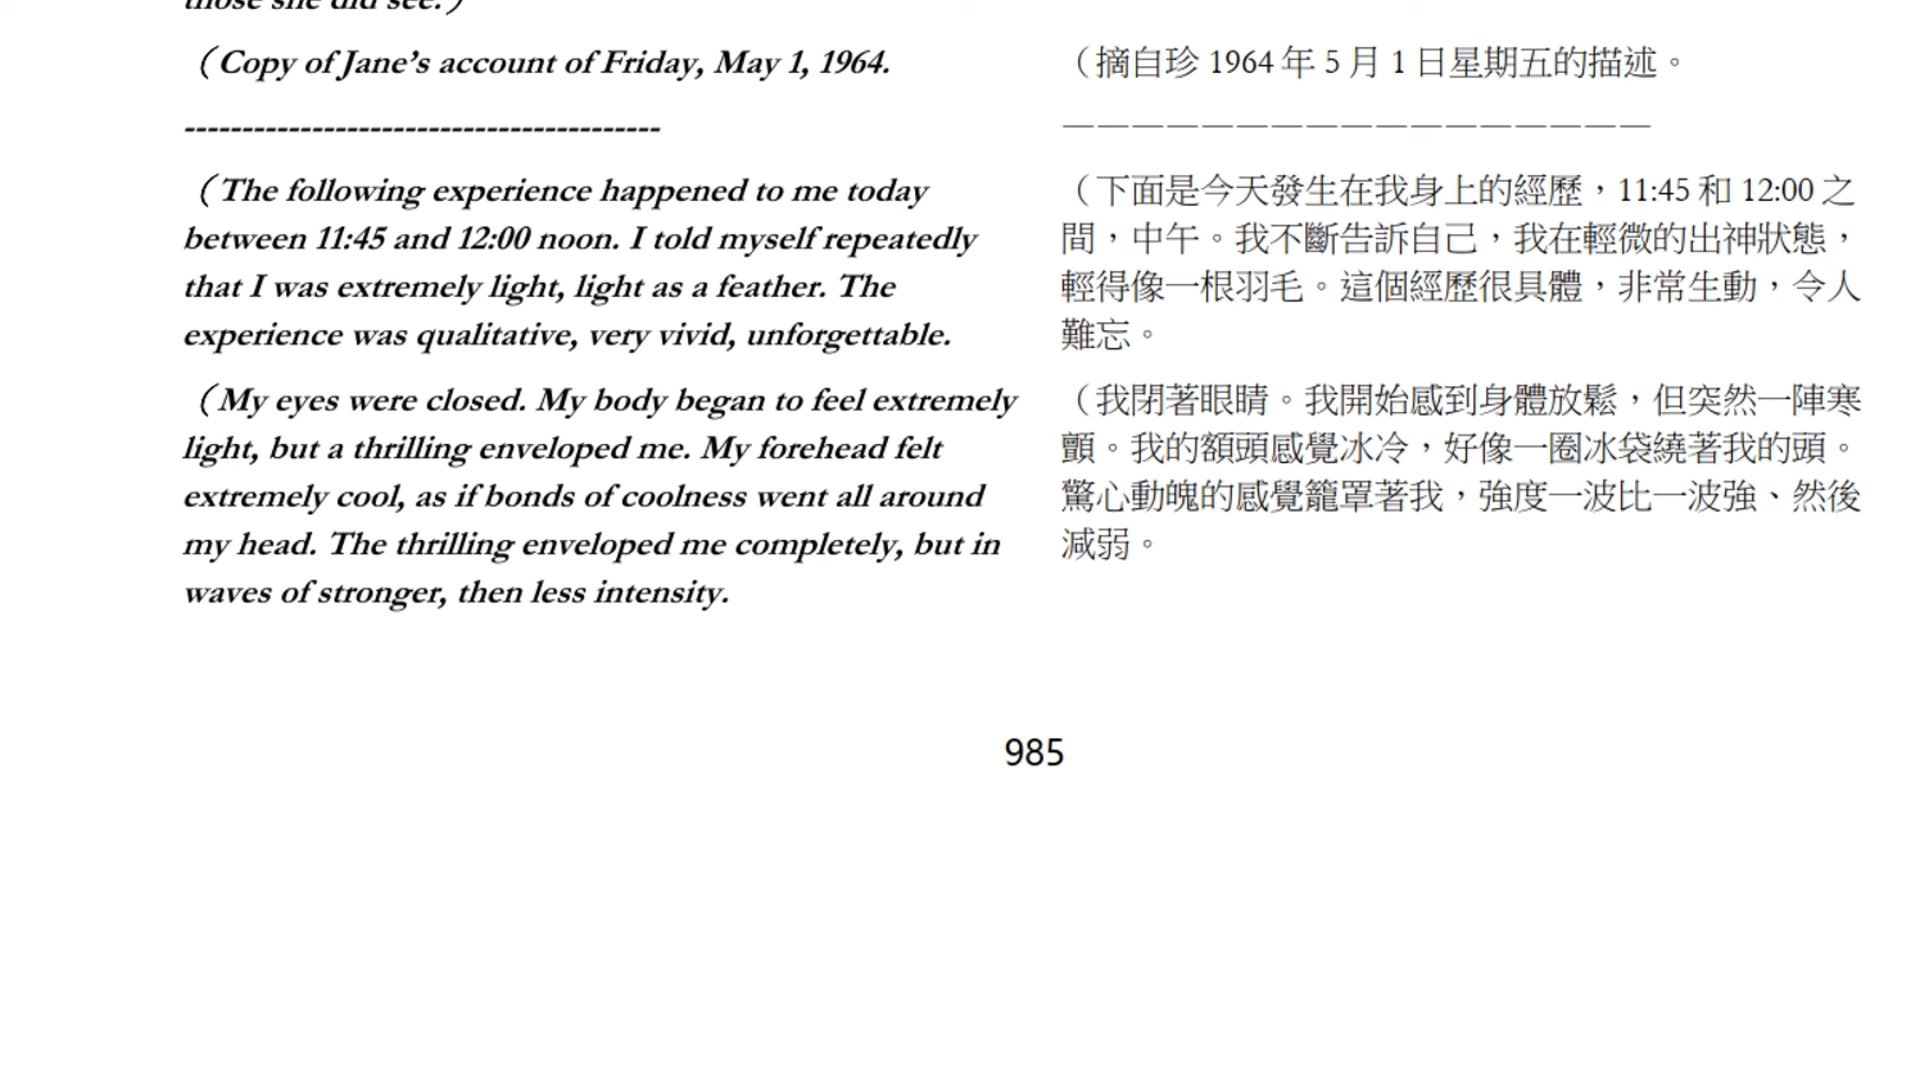 those she did see.)
（Copy of Jane’s account of Friday, May 1, 1964.
-----------------------------------------
（The following experience happened to me today
between 11:45 and 12:00 noon. I told myself repeatedly
that I was extremely light, light as a feather. The
experience was qualitative, very vivid, unforgettable.
（My eyes were closed. My body began to feel extremely
light, but a thrilling enveloped me. My forehead felt
extremely cool, as if bonds of coolness went all around
my head. The thrilling enveloped me completely, but in
waves of stronger, then less intensity.
（摘自珍 1964 年 5 月 1 日星期五的描述。
—————————————————
（下面是今天發生在我身上的經歷，11:45 和 12:00 之
間，中午。我不斷告訴自己，我在輕微的出神狀態，
輕得像一根羽毛。這個經歷很具體，非常生動，令人
難忘。
（我閉著眼睛。我開始感到身體放鬆，但突然一陣寒
顫。我的額頭感覺冰冷，好像一圈冰袋繞著我的頭。
驚心動魄的感覺籠罩著我，強度一波比一波強、然後
減弱。
985